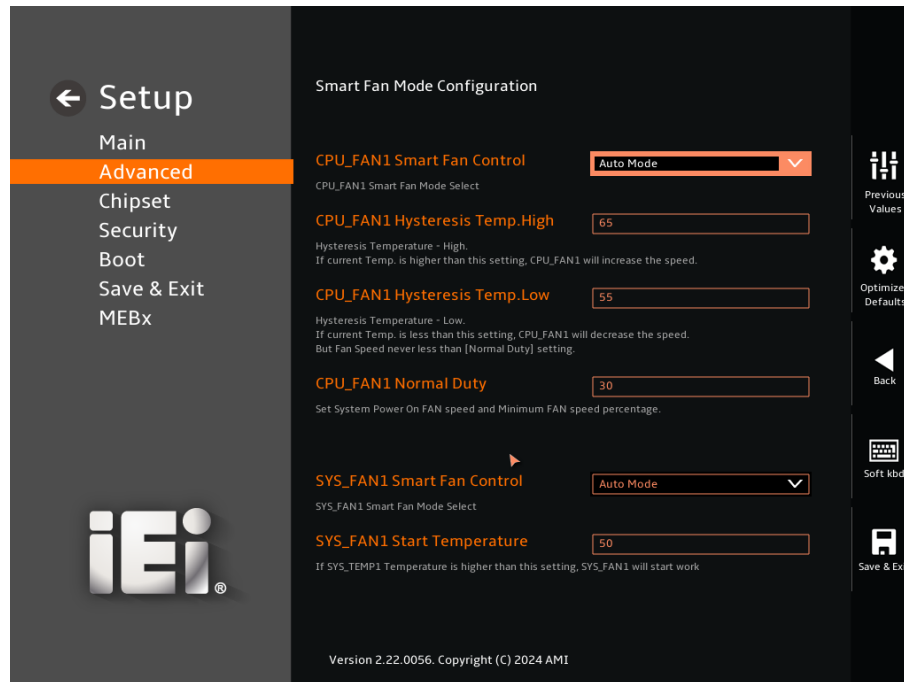 Setup
Main
Advanced
Chipset
Security
Boot
Save & Exit
MEBx
iEi®
Smart Fan Mode Configuration
CPU_FAN1 Smart Fan Control
Auto Mode
CPU_FAN1 Smart Fan Mode Select
CPU_FAN1 Hysteresis Temp.High
65
Hysteresis Temperature - High.
If current Temp. is higher than this setting, CPU_FAN1 will increase the speed.
CPU_FAN1 Hysteresis Temp.Low
55
Hysteresis Temperature - Low.
If current Temp. is less than this setting, CPU_FAN1 will decrease the speed.
But Fan Speed never less than [Normal Duty] setting.
CPU_FAN1 Normal Duty
30
Set System Power On FAN speed and Minimum FAN speed percentage.
SYS_FAN1 Smart Fan Control
Auto Mode
SYS_FAN1 Smart Fan Mode Select
SYS_FAN1 Start Temperature
50
If SYS_TEMP1 Temperature is higher than this setting, SYS_FAN1 will start work
Version 2.22.0056. Copyright (C) 2024 AMI
Previous
Values
Optimize
Defaults
Back
Soft kbd
Save & Exi